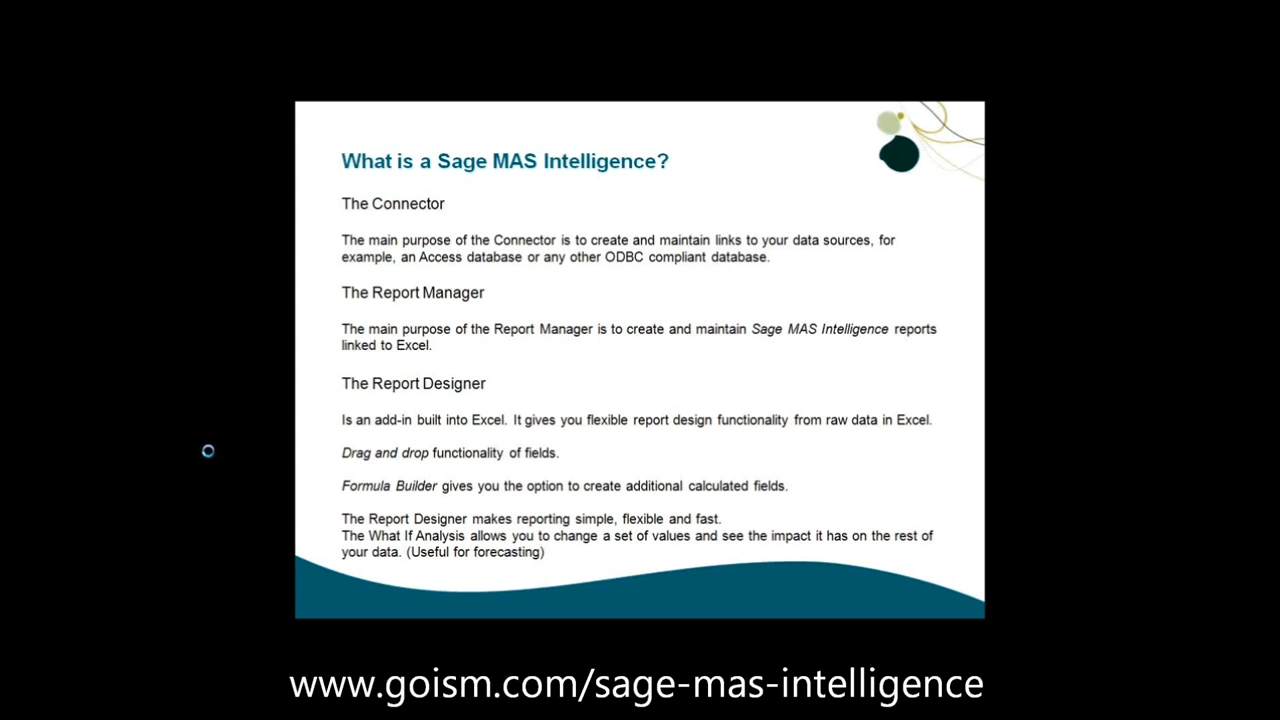 What is a Sage MAS Intelligence?
The Connector
The main purpose of the Connector is to create and maintain links to your data sources, for
example, an Access database or any other ODBC compliant database.
The Report Manager
The main purpose of the Report Manager is to create and maintain Sage MAS Intelligence reports
linked to Excel.
The Report Designer
Is an add-in built into Excel. It gives you flexible report design functionality from raw data in Excel.
Drag and drop functionality of fields.
Formula Builder gives you the option to create additional calculated fields.
The Report Designer makes reporting simple, flexible and fast.
The What If Analysis allows you to change a set of values and see the impact it has on the rest of
your data. (Useful for forecasting)
www.goism.com/sage-mas-intelligence